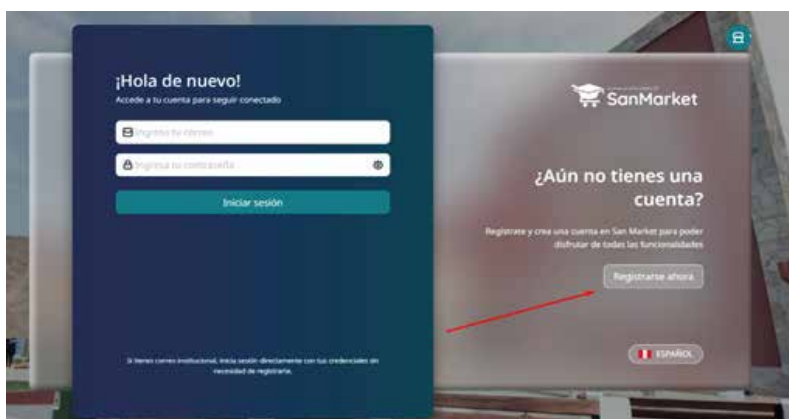 ¡Hola de nuevo!
Accede a tu cuenta para seguir conectado
Ingresa tu correo
Ingresa tu contraseña
Iniciar sesión
Si tienes correo institucional, inicia sesión directamente con tus credenciales sin
necesidad de registrarte.
SanMarket
¿Aún no tienes una
cuenta?
Regístrate y crea una cuenta en San Market para poder
disfrutar de todas las funcionalidades
Registrarse ahora
ESPAÑOL